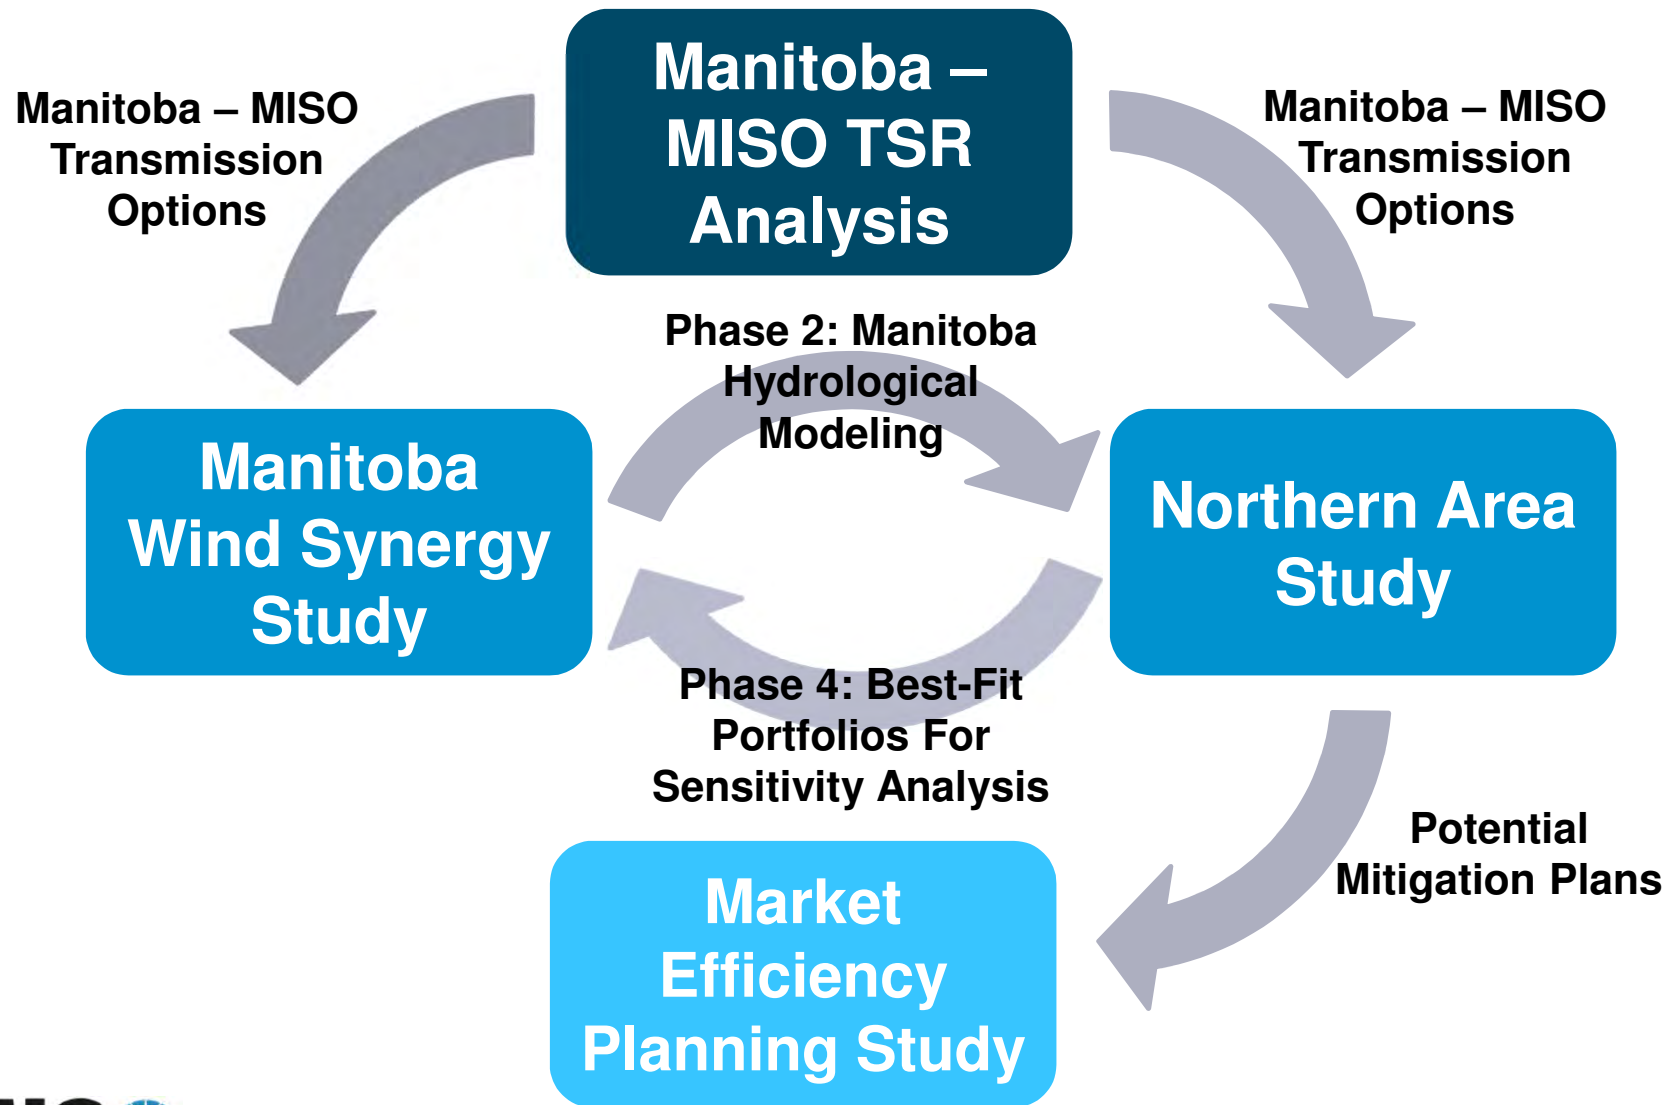 Manitoba –
MISO TSR
Analysis
Manitoba – MISO
Transmission
Options
Manitoba – MISO
Transmission
Options
Phase 2: Manitoba
Hydrological
Modeling
Manitoba
Wind Synergy
Study
Northern Area
Study
Phase 4: Best-Fit
Portfolios For
Sensitivity Analysis
Potential
Mitigation Plans
Market
Efficiency
Planning Study